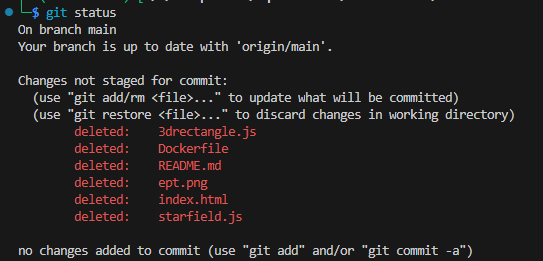 $ git status
On branch main
Your branch is up to date with 'origin/main'.
Changes not staged for commit:
(use "git add/rm <file>..." to update what will be committed)
(use "git restore <file>..." to discard changes in working directory)
deleted: 3drectangle.js
deleted: Dockerfile
deleted: README.md
deleted: ept.png
deleted: index.html
deleted: starfield.js
no changes added to commit (use "git add" and/or "git commit -a")